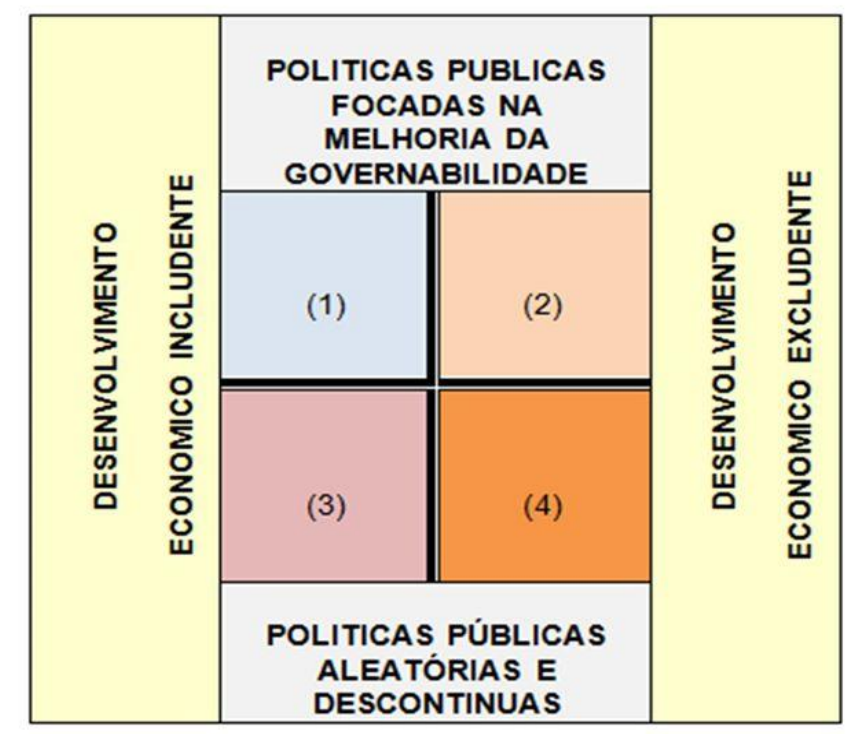 POLITICAS PUBLICAS
FOCADAS NA
MELHORIA DA
GOVERNABILIDADE
DESENVOLVIMENTO
ECONOMICO INCLUDENTE
(1)
(2)
(3)
(4)
DESENVOLVIMENTO
ECONOMICO EXCLUDENTE
POLITICAS PÚBLICAS
ALEATÓRIAS E
DESCONTINUAS